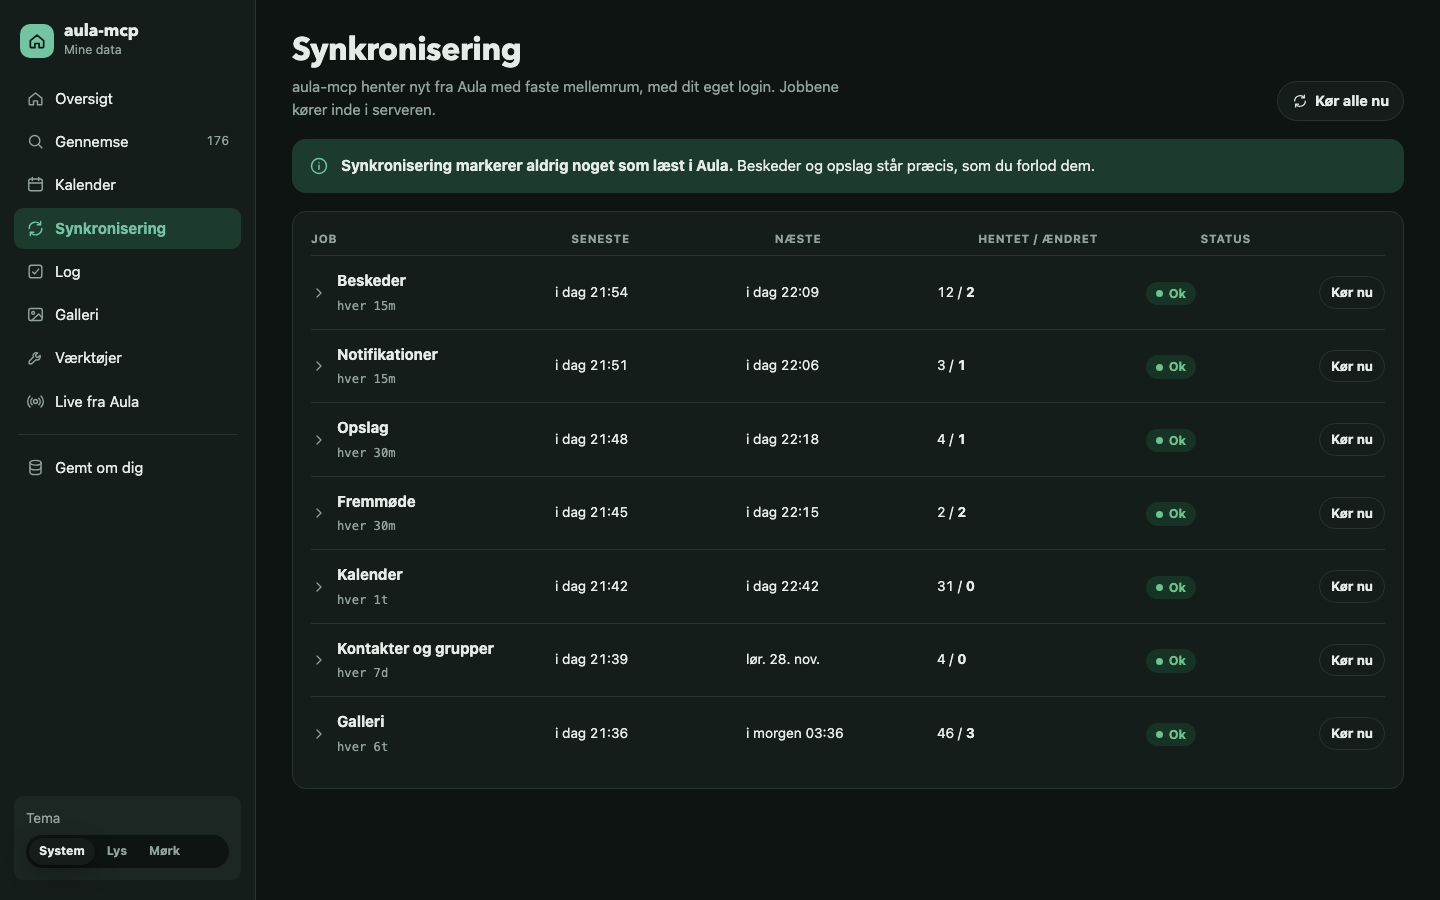 aula-mcp
Mine data
Oversigt
Gennemse 176
Kalender
Synkronisering
Log
Galleri
Værktøjer
Live fra Aula
Gemt om dig
Tema
System Lys Mørk
Synkronisering
aula-mcp henter nyt fra Aula med faste mellemrum, med dit eget login. Jobbene
kører inde i serveren.
Kør alle nu
Synkronisering markerer aldrig noget som læst i Aula. Beskeder og opslag står præcis, som du forlod dem.
JOB SENESTE NÆSTE HENTET / ÆNDRET STATUS
Beskeder
hver 15m
i dag 21:54 i dag 22:09 12 / 2 Ok Kør nu
Notifikationer
hver 15m
i dag 21:51 i dag 22:06 3 / 1 Ok Kør nu
Opslag
hver 30m
i dag 21:48 i dag 22:18 4 / 1 Ok Kør nu
Fremmøde
hver 30m
i dag 21:45 i dag 22:15 2 / 2 Ok Kør nu
Kalender
hver 1t
i dag 21:42 i dag 22:42 31 / 0 Ok Kør nu
Kontakter og grupper
hver 7d
i dag 21:39 lør. 28. nov. 4 / 0 Ok Kør nu
Galleri
hver 6t
i dag 21:36 i morgen 03:36 46 / 3 Ok Kør nu